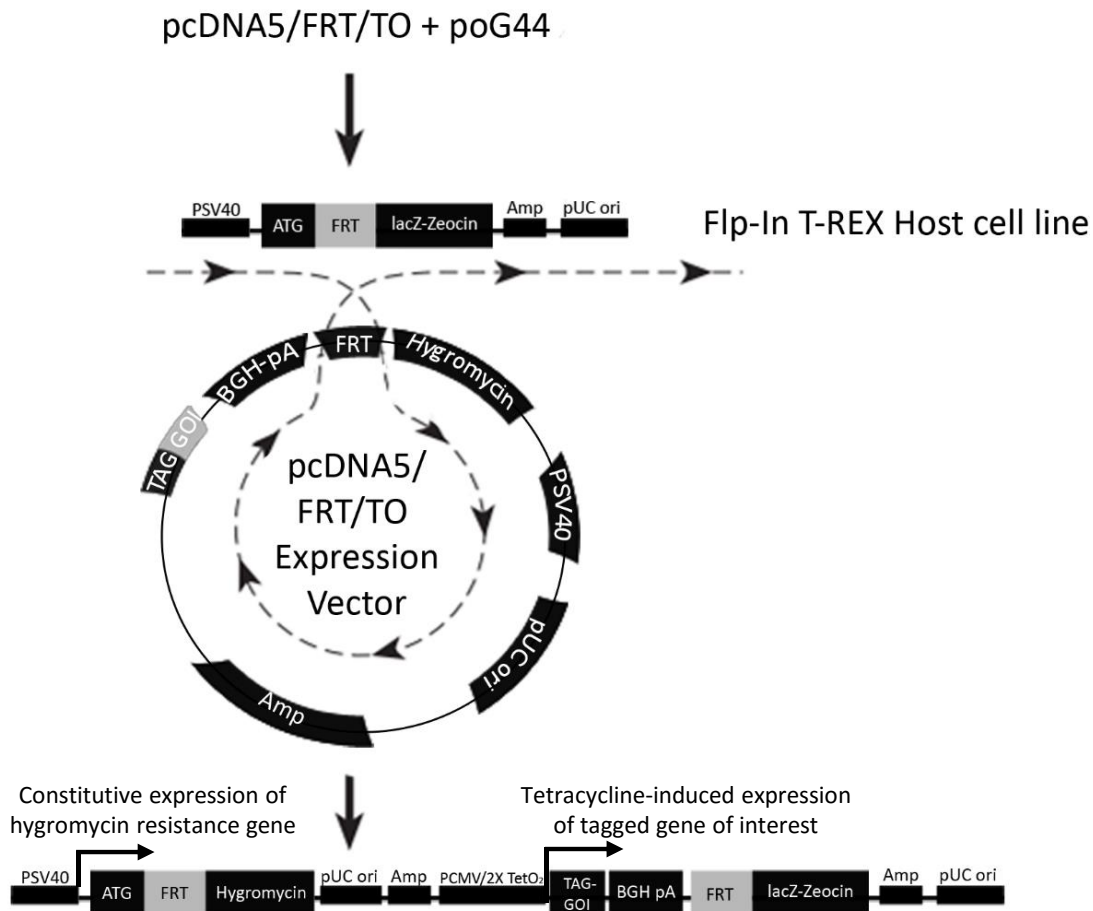 pcDNA5/FRT/TO + poG44
PSV40
ATG
FRT
lacZ-Zeocin
Amp
pUC ori
Flp-In T-REX Host cell line
BGH-pA
FRT
Hygromycin
TAG
GOI
PSV40
pUC ori
Amp
pcDNA5/
FRT/TO
Expression
Vector
Constitutive expression of
hygromycin resistance gene
Tetracycline-induced expression
of tagged gene of interest
PSV40
ATG
FRT
Hygromycin
pUC ori
Amp
PCMV/2X TetO₂
TAG-
GOI
BGH pA
FRT
lacZ-Zeocin
Amp
pUC ori